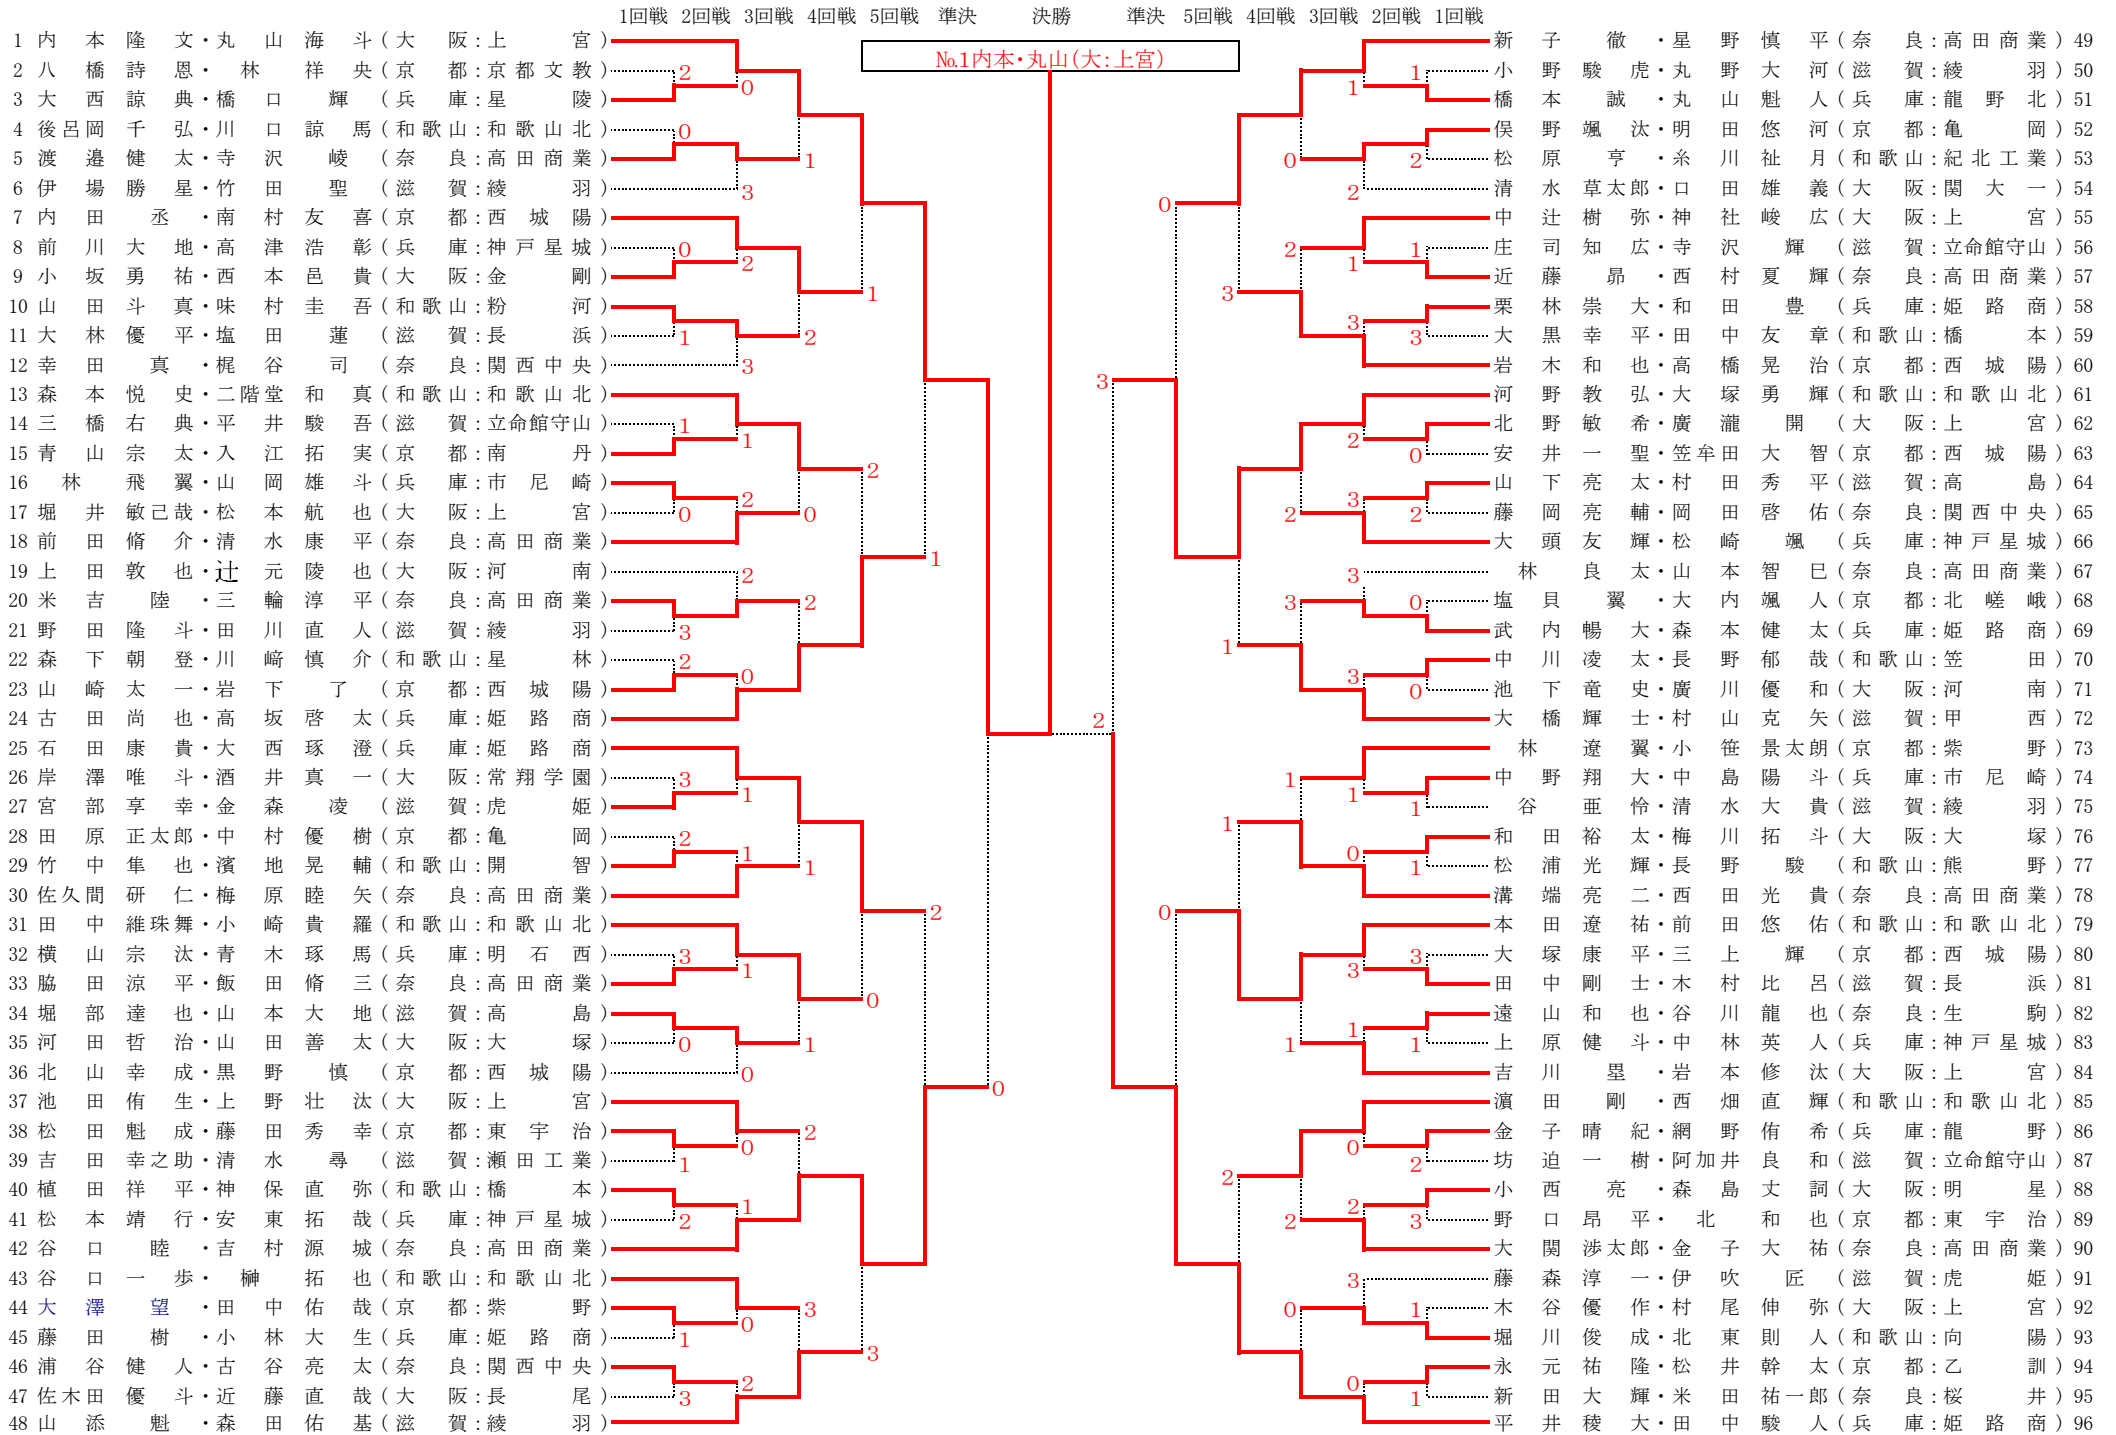 1回戦 2回戦 3回戦 4回戦 5回戦 準決 決勝 準決 5回戦 4回戦 3回戦 2回戦 1回戦
№1内本・丸山(大:上宮)
1 内本隆文・丸山海斗(大阪:上宮)
2 八橋詩恩・林祥央(京都:京都文教)
3 大西諒典・橋口輝(兵庫:星陵)
4 後呂岡千弘・川口諒馬(和歌山:和歌山北)
5 渡邉健太・寺沢崚(奈良:高田商業)
6 伊場勝星・竹田聖(滋賀:綾羽)
7 内田丞・南村友喜(京都:西城陽)
8 前川大地・高津浩彰(兵庫:神戸星城)
9 小坂勇祐・西本邑貴(大阪:金剛)
10 山田斗真・味村圭吾(和歌山:粉河)
11 大林優平・塩田蓮(滋賀:長浜)
12 幸田真・梶谷司(奈良:関西中央)
13 森本悦史・二階堂和真(和歌山:和歌山北)
14 三橋右典・平井駿吾(滋賀:立命館守山)
15 青山宗太・入江拓実(京都:南丹)
16 林飛翼・山岡雄斗(兵庫:市尼崎)
17 堀井敏己哉・松本航也(大阪:上宮)
18 前田脩介・清水康平(奈良:高田商業)
19 上田敦也・辻元陵也(大阪:河南)
20 米吉陸・三輪淳平(奈良:高田商業)
21 野田隆斗・田川直人(滋賀:綾羽)
22 森下朝登・川﨑慎介(和歌山:星林)
23 山崎太一・岩下了(京都:西城陽)
24 古田尚也・高坂啓太(兵庫:姫路商)
25 石田康貴・大西琢澄(兵庫:姫路商)
26 岸澤唯斗・酒井真一(大阪:常翔学園)
27 宮部享幸・金森凌(滋賀:虎姫)
28 田原正太郎・中村優樹(京都:亀岡)
29 竹中隼也・濱地晃輔(和歌山:開智)
30 佐久間研仁・梅原睦矢(奈良:高田商業)
31 田中維珠舞・小崎貴羅(和歌山:和歌山北)
32 横山宗汰・青木琢馬(兵庫:明石西)
33 脇田涼平・飯田脩三(奈良:高田商業)
34 堀部達也・山本大地(滋賀:高島)
35 河田哲治・山田善太(大阪:大塚)
36 北山幸成・黒野慎(京都:西城陽)
37 池田侑生・上野壮汰(大阪:上宮)
38 松田魁成・藤田秀幸(京都:東宇治)
39 吉田幸之助・清水尋(滋賀:瀬田工業)
40 植田祥平・神保直弥(和歌山:橋本)
41 松本靖行・安東拓哉(兵庫:神戸星城)
42 谷口睦・吉村源城(奈良:高田商業)
43 谷口一歩・榊拓也(和歌山:和歌山北)
44 大澤望・田中佑哉(京都:紫野)
45 藤田樹・小林大生(兵庫:姫路商)
46 浦谷健人・古谷亮太(奈良:関西中央)
47 佐木田優斗・近藤直哉(大阪:長尾)
48 山添魁・森田佑基(滋賀:綾羽)
新子徹・星野慎平(奈良:高田商業)49
小野駿虎・丸野大河(滋賀:綾羽)50
橋本誠・丸山魁人(兵庫:龍野北)51
俣野颯汰・明田悠河(京都:亀岡)52
松原亨・糸川祉月(和歌山:紀北工業)53
清水草太郎・口田雄義(大阪:関大一)54
中辻樹弥・神社峻広(大阪:上宮)55
庄司知広・寺沢輝(滋賀:立命館守山)56
近藤昴・西村夏輝(奈良:高田商業)57
栗林崇大・和田豊(兵庫:姫路商)58
大黒幸平・田中友章(和歌山:橋本)59
岩木和也・高橋晃治(京都:西城陽)60
河野教弘・大塚勇輝(和歌山:和歌山北)61
北野敏希・廣瀧開(大阪:上宮)62
安井一聖・笠牟田大智(京都:西城陽)63
山下亮太・村田秀平(滋賀:高島)64
藤岡亮輔・岡田啓佑(奈良:関西中央)65
大頭友輝・松崎颯(兵庫:神戸星城)66
林良太・山本智巳(奈良:高田商業)67
塩貝翼・大内颯人(京都:北嵯峨)68
武内暢大・森本健太(兵庫:姫路商)69
中川凌太・長野郁哉(和歌山:笠田)70
池下竜史・廣川優和(大阪:河南)71
大橋輝士・村山克矢(滋賀:甲西)72
林遼翼・小笹景太朗(京都:紫野)73
中野翔大・中島陽斗(兵庫:市尼崎)74
谷亜怜・清水大貴(滋賀:綾羽)75
和田裕太・梅川拓斗(大阪:大塚)76
松浦光輝・長野駿(和歌山:熊野)77
溝端亮二・西田光貴(奈良:高田商業)78
本田遼祐・前田悠佑(和歌山:和歌山北)79
大塚康平・三上輝(京都:西城陽)80
田中剛士・木村比呂(滋賀:長浜)81
遠山和也・谷川龍也(奈良:生駒)82
上原健斗・中林英人(兵庫:神戸星城)83
吉川塁・岩本修汰(大阪:上宮)84
濵田剛・西畑直輝(和歌山:和歌山北)85
金子晴紀・網野侑希(兵庫:龍野)86
坊迫一樹・阿加井良和(滋賀:立命館守山)87
小西亮・森島丈詞(大阪:明星)88
野口昂平・北和也(京都:東宇治)89
大関渉太郎・金子大祐(奈良:高田商業)90
藤森淳一・伊吹匠(滋賀:虎姫)91
木谷優作・村尾伸弥(大阪:上宮)92
堀川俊成・北東則人(和歌山:向陽)93
永元祐隆・松井幹太(京都:乙訓)94
新田大輝・米田祐一郎(奈良:桜井)95
平井稜大・田中駿人(兵庫:姫路商)96